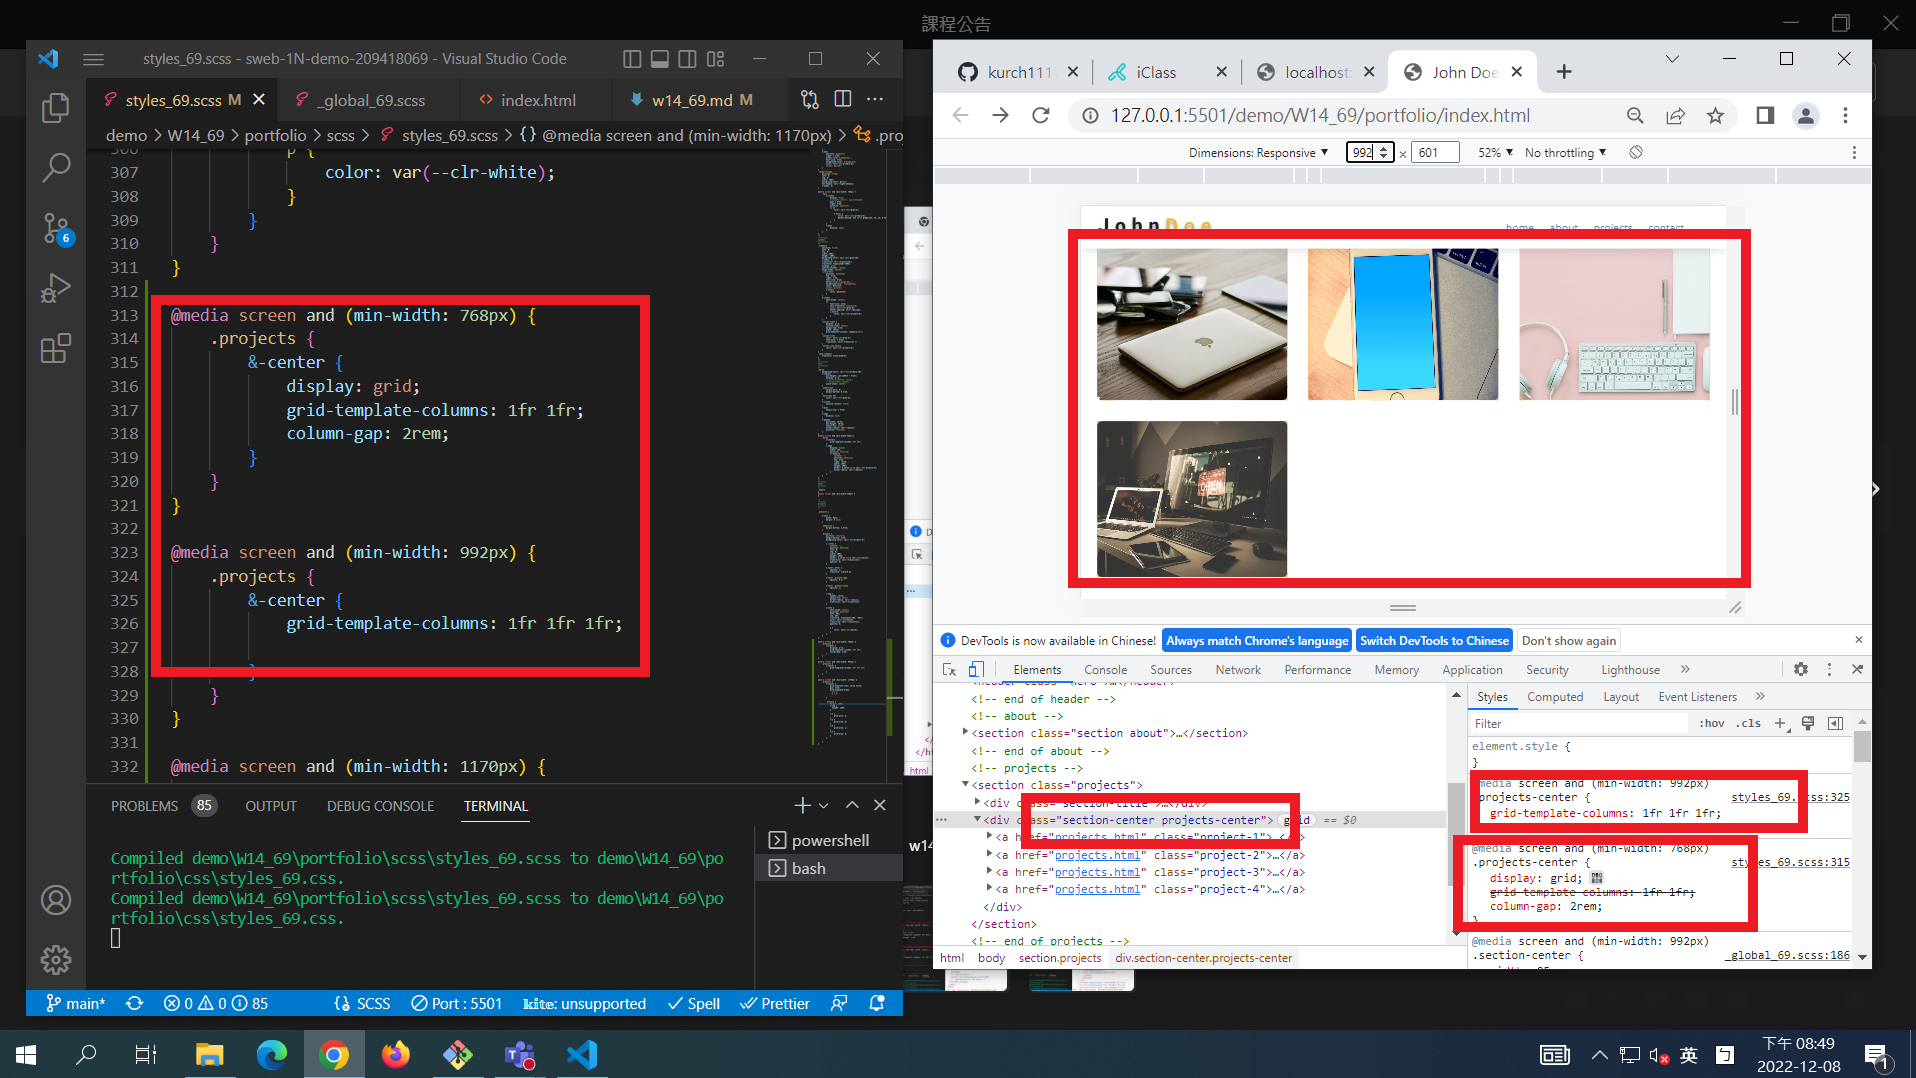 課程公告
styles_69.scss - sweb-1N-demo-209418069 - Visual Studio Code
styles_69.scss M
_global_69.scss
index.html
w14_69.md M
demo > W14_69 > portfolio > scss > styles_69.scss > {} @media screen and (min-width: 1170px) > .pro
306 p {
307 color: var(--clr-white);
308 }
309 }
310 }
311 }
312
313 @media screen and (min-width: 768px) {
314 .projects {
315 &-center {
316 display: grid;
317 grid-template-columns: 1fr 1fr;
318 column-gap: 2rem;
319 }
320 }
321 }
322
323 @media screen and (min-width: 992px) {
324 .projects {
325 &-center {
326 grid-template-columns: 1fr 1fr 1fr;
327
328 }
329 }
330 }
331
332 @media screen and (min-width: 1170px) {
PROBLEMS 85 OUTPUT DEBUG CONSOLE TERMINAL
Compiled demo\W14_69\portfolio\scss\styles_69.scss to demo\W14_69\po
rtfolio\css\styles_69.css.
Compiled demo\W14_69\portfolio\scss\styles_69.scss to demo\W14_69\po
rtfolio\css\styles_69.css.
powershell
bash
6
main* 0 0 85 SCSS Port : 5501 kite: unsupported Spell Prettier
kurch111
iClass
localhost:
John Doe
127.0.0.1:5501/demo/W14_69/portfolio/index.html
Dimensions: Responsive 992 × 601 52% No throttling
JohnDoe
home about projects contact
DevTools is now available in Chinese! Always match Chrome's language Switch DevTools to Chinese Don't show again
Elements Console Sources Network Performance Memory Application Security Lighthouse
<!-- end of header -->
<!-- about -->
<section class="section about">…</section>
<!-- end of about -->
<!-- projects -->
<section class="projects">
<div class="section-title">…</div>
<div class="section-center projects-center"> grid == $0
<a href="projects.html" class="project-1">…</a>
<a href="projects.html" class="project-2">…</a>
<a href="projects.html" class="project-3">…</a>
<a href="projects.html" class="project-4">…</a>
</div>
</section>
<!-- end of projects -->
html body section.projects div.section-center.projects-center
Styles Computed Layout Event Listeners
Filter :hov .cls
element.style {
}
media screen and (min-width: 992px)
projects-center { styles_69.scss:325
grid-template-columns: 1fr 1fr 1fr;
@media screen and (min-width: 768px)
.projects-center { styles_69.scss:315
display: grid;
grid-template-columns: 1fr 1fr;
column-gap: 2rem;
}
@media screen and (min-width: 992px)
.section-center { _global_69.scss:186
w14
html
英
下午 08:49
2022-12-08
1